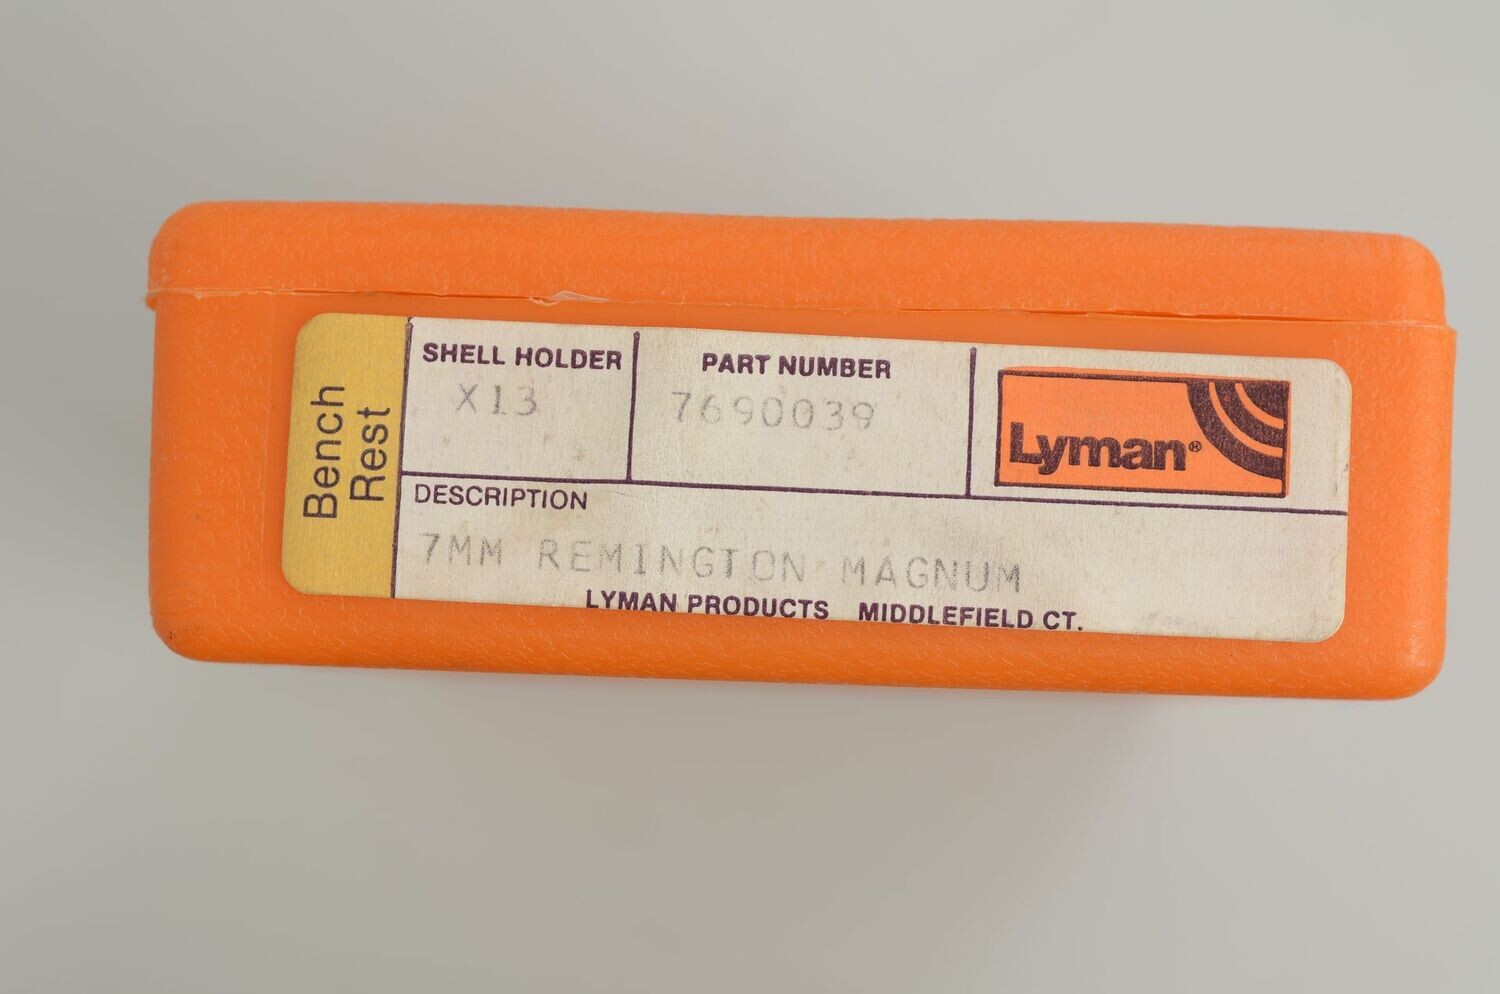 Bench
Rest
SHELL HOLDER
X13
PART NUMBER
7690039
Lyman®
DESCRIPTION
7MM REMINGTON MAGNUM
LYMAN PRODUCTS MIDDLEFIELD CT.